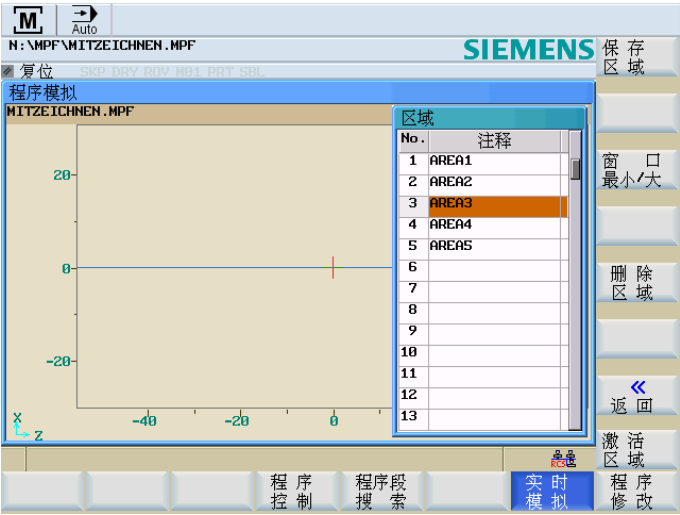 M
Auto
N:\MPF\MITZEICHNEN.MPF
SIEMENS
复位
SKP DRY ROV M01 PRT SBL
程序模拟
MITZEICHNEN.MPF
20
0
-20
-40
-20
0
X
Z
区域
No. 注释
1 AREA1
2 AREA2
3 AREA3
4 AREA4
5 AREA5
6
7
8
9
10
11
12
13
RCS
保存
区域
窗口
最小/大
删除
区域
«
返回
激活
区域
程序
控制
程序段
搜索
实时
模拟
程序
修改